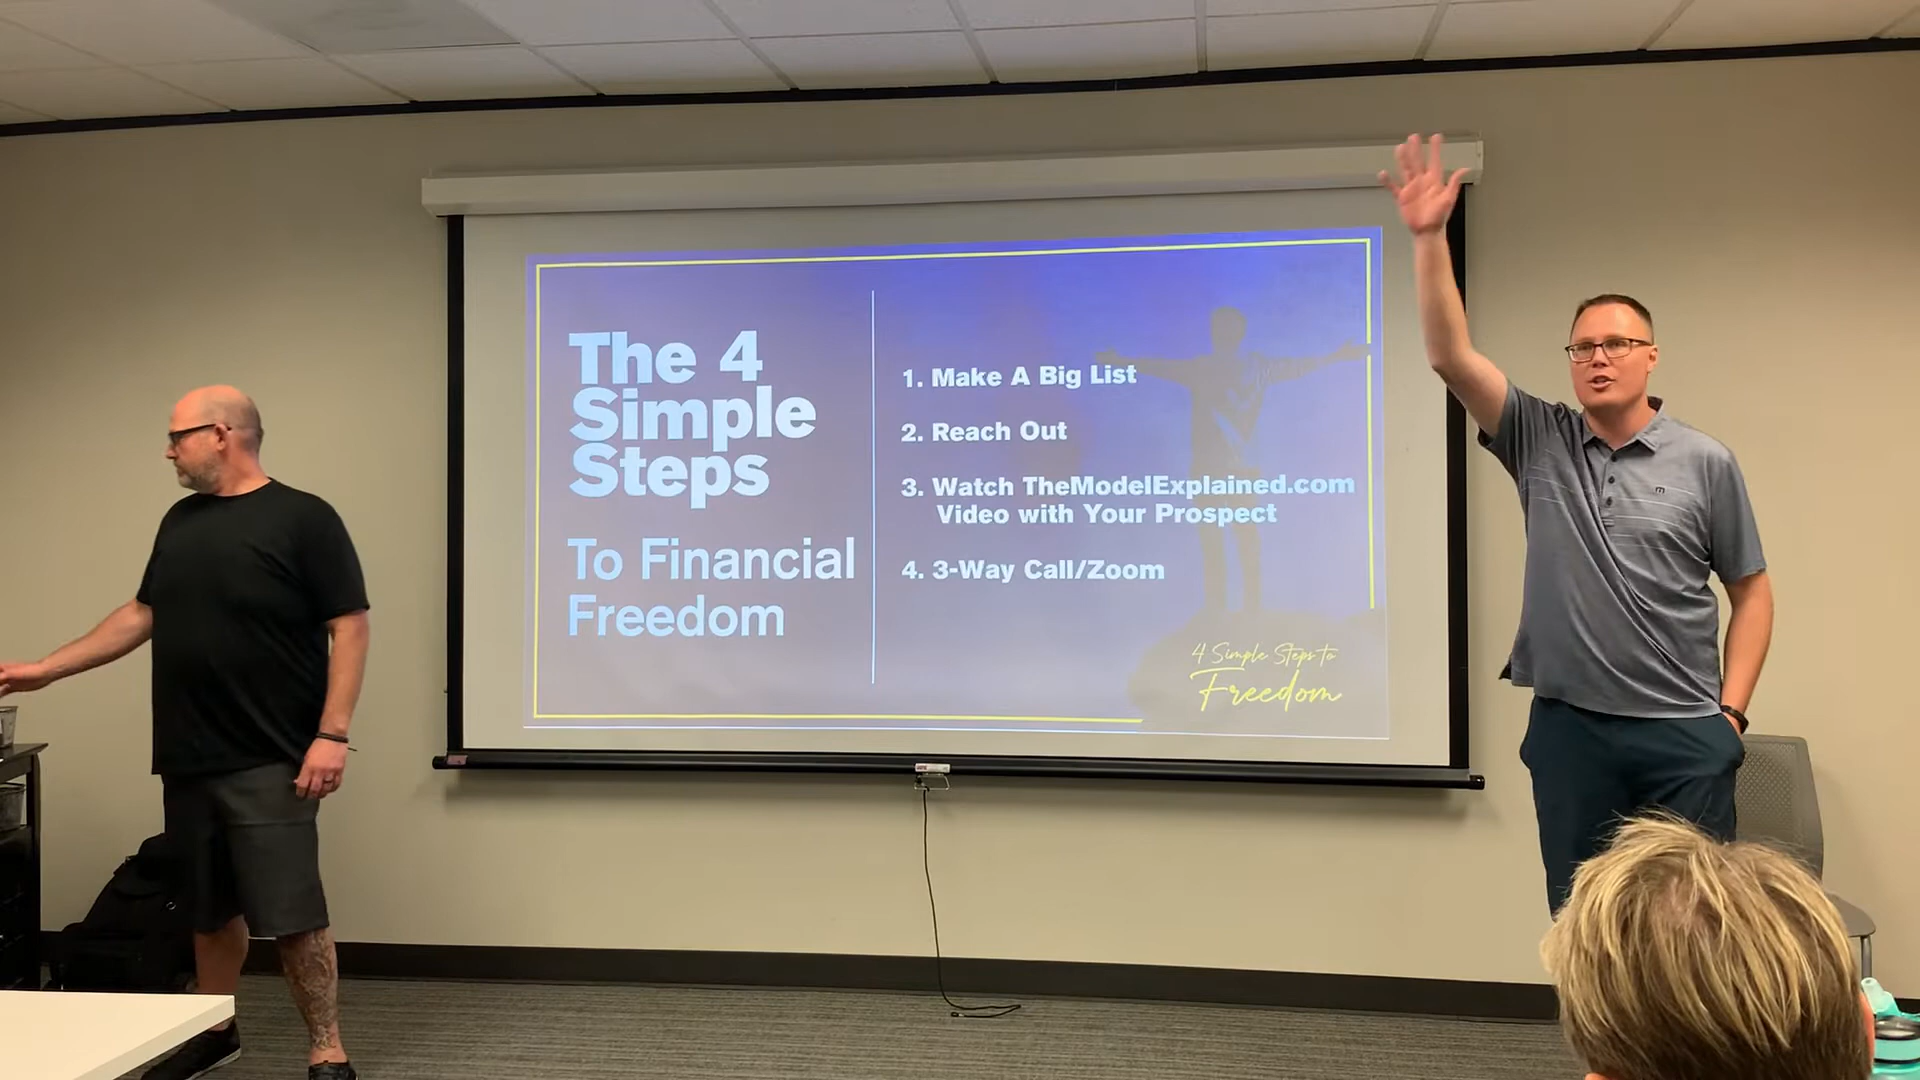 The 4
Simple
Steps
To Financial
Freedom
1. Make A Big List
2. Reach Out
3. Watch TheModelExplained.com
Video with Your Prospect
4. 3-Way Call/Zoom
4 Simple Steps to
Freedom